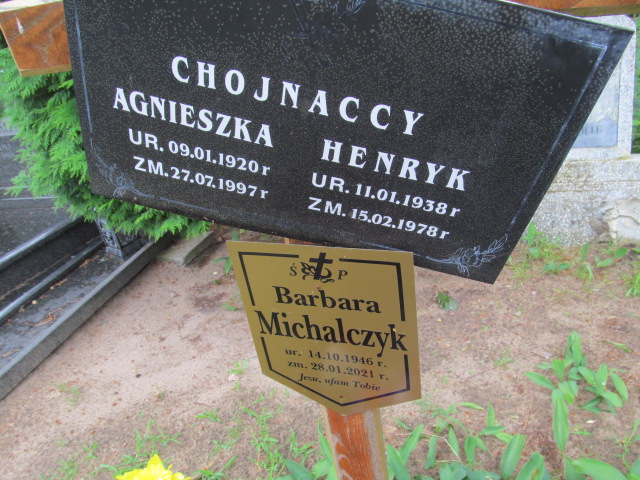 CHOJNACCY
AGNIESZKA
UR. 09.01.1920 r
ZM. 27.07.1997 r
HENRYK
UR. 11.01.1938 r
ZM. 15.02.1978 r
Ś P
Barbara
Michalczyk
ur. 14.10.1946 r.
zm. 28.01.2021 r.
Jezu, ufam Tobie